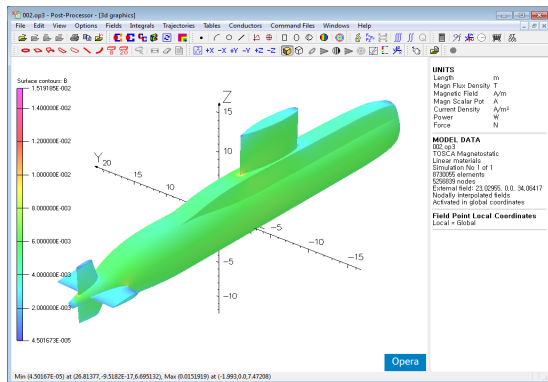 002.op3 - Post-Processor - [3d graphics]
File Edit View Options Fields Integrals Trajectories Tables Conductors Command Files Windows Help
+X -X +Y -Y +Z -Z
Surface contours: B
1.519185E-002
1.400000E-002
1.200000E-002
1.000000E-002
8.000000E-003
6.000000E-003
4.000000E-003
2.000000E-003
4.501673E-005
Z
15
10
Y
20
15
10
-5
-10
-15
-5
-10
UNITS
Length m
Magn Flux Density T
Magnetic Field A/m
Magn Scalar Pot A
Current Density A/m²
Power W
Force N
MODEL DATA
002.op3
TOSCA Magnetostatic
Linear materials
Simulation No 1 of 1
8730055 elements
5256839 nodes
External field: 23.02955, 0.0, 34.06417
Nodally interpolated fields
Activated in global coordinates
Field Point Local Coordinates
Local = Global
Opera
Min (4.50167E-05) at (26.81377,-9.5182E-17,6.695132), Max (0.0151919) at (-1.993,0.0,7.47208)